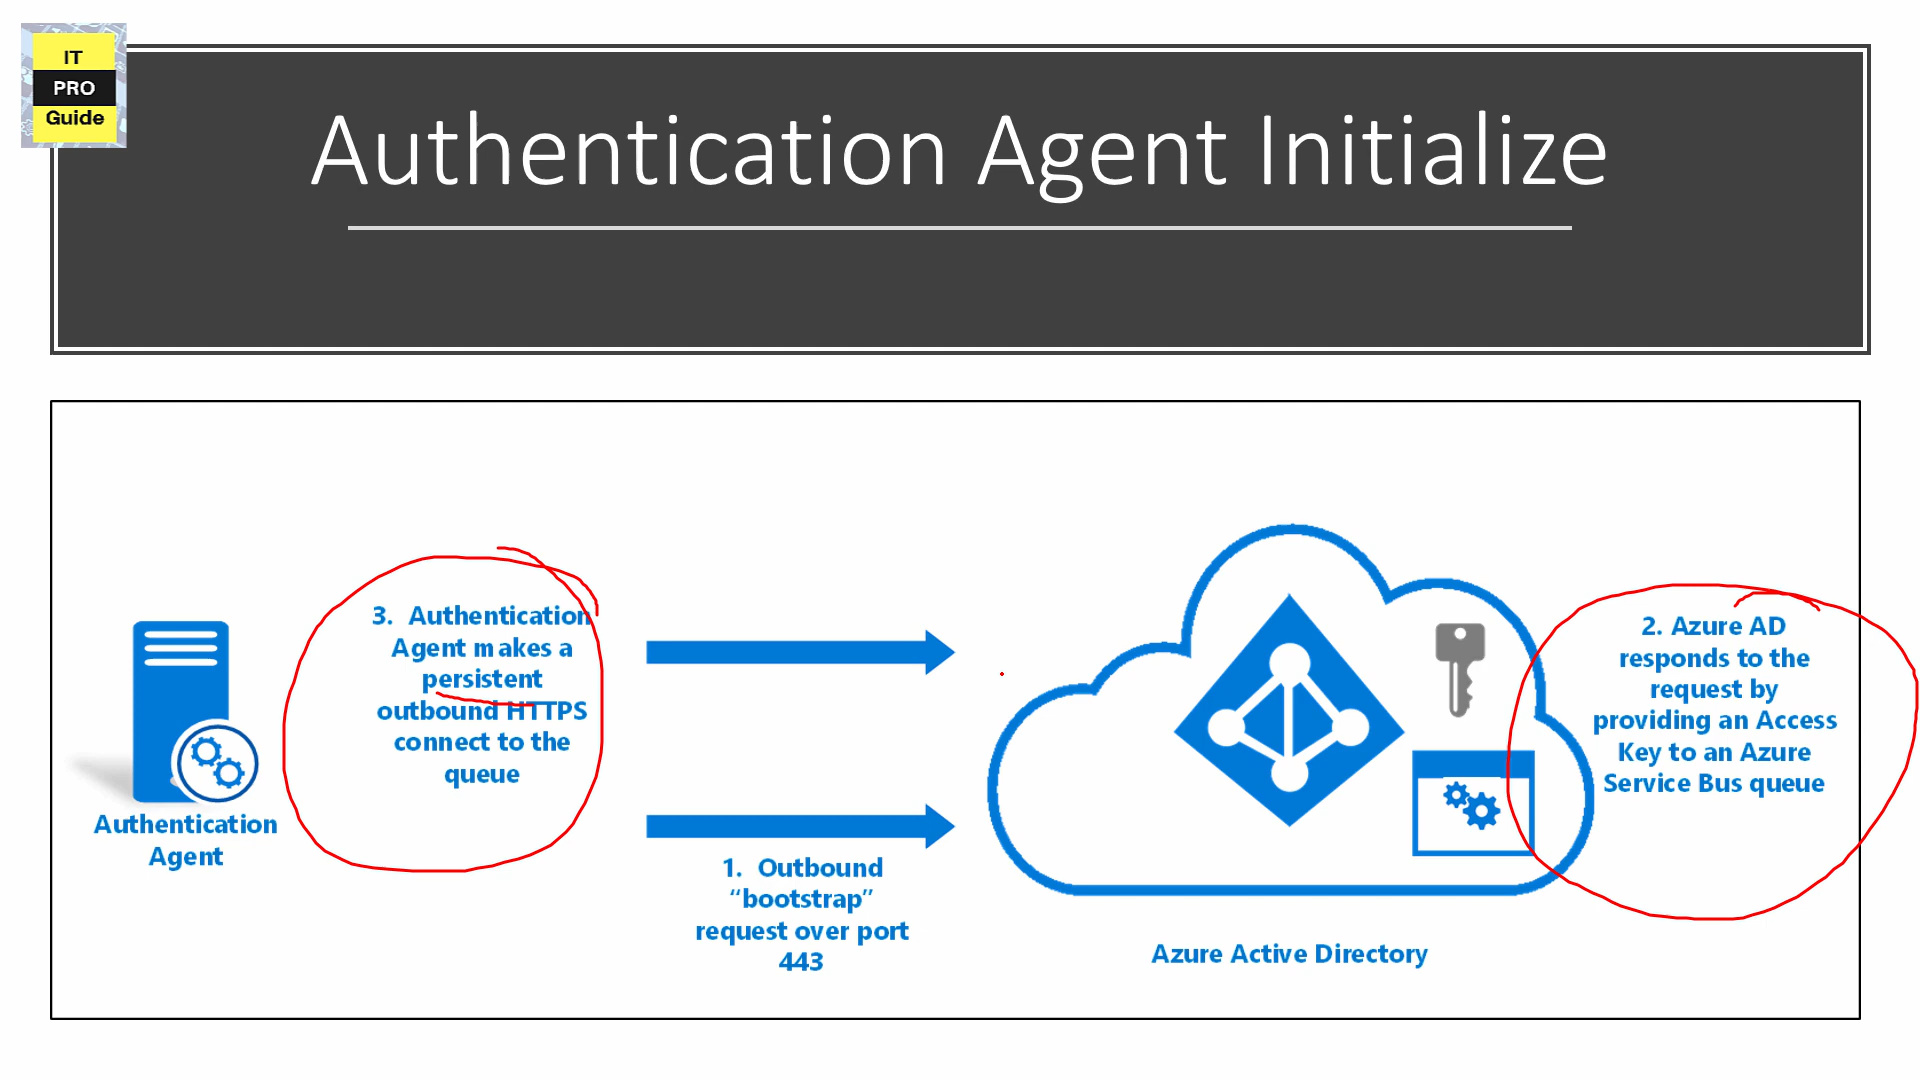 IT
PRO
Guide
Authentication Agent Initialize
3. Authentication
Agent makes a
persistent
outbound HTTPS
connect to the
queue
Authentication
Agent
1. Outbound
“bootstrap”
request over port
443
2. Azure AD
responds to the
request by
providing an Access
Key to an Azure
Service Bus queue
Azure Active Directory